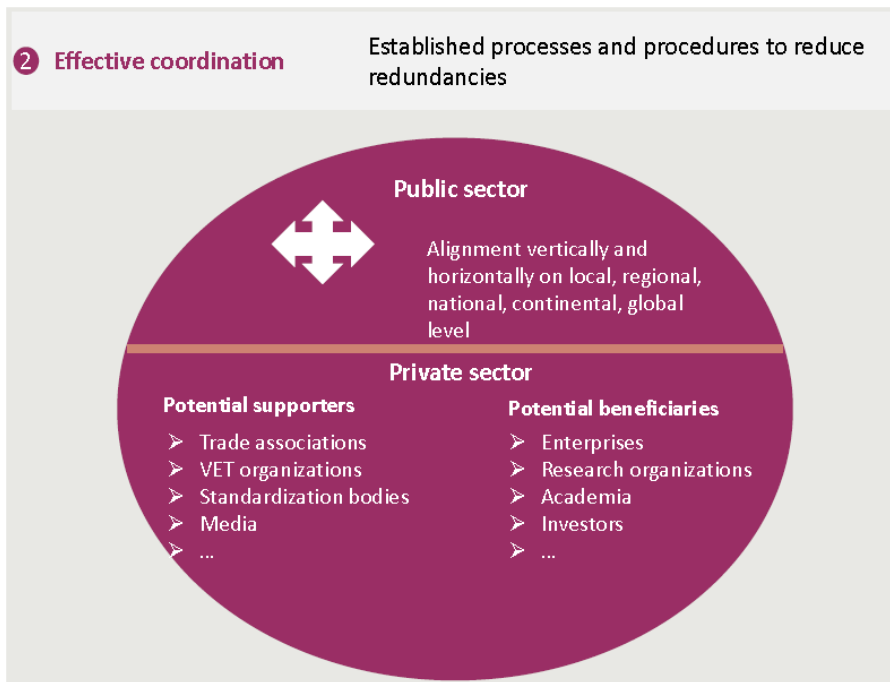 2 Effective coordination
Established processes and procedures to reduce
redundancies
Public sector
Alignment vertically and
horizontally on local, regional,
national, continental, global
level
Private sector
Potential supporters
➢ Trade associations
➢ VET organizations
➢ Standardization bodies
➢ Media
➢ ...
Potential beneficiaries
➢ Enterprises
➢ Research organizations
➢ Academia
➢ Investors
➢ ...